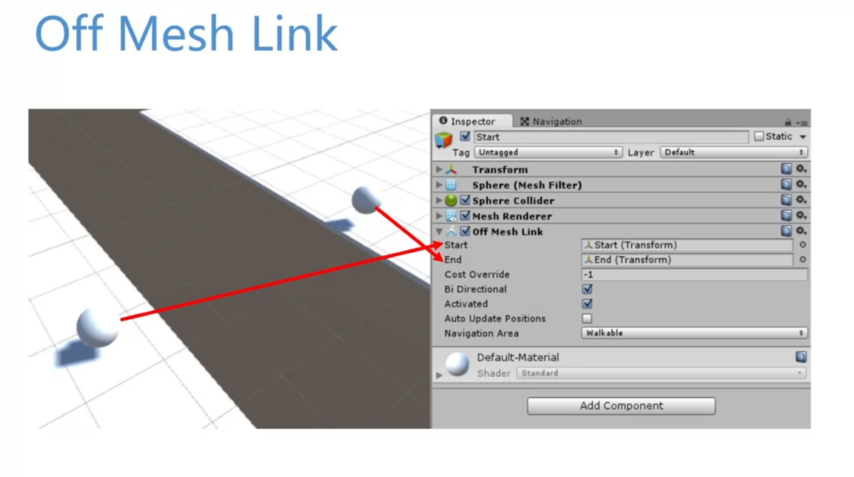 Off Mesh Link
Inspector Navigation
Start Static
Tag Untagged Layer Default
Transform
Sphere (Mesh Filter)
Sphere Collider
Mesh Renderer
Off Mesh Link
Start Start (Transform)
End End (Transform)
Cost Override -1
Bi Directional
Activated
Auto Update Positions
Navigation Area Walkable
Default-Material
Shader Standard
Add Component